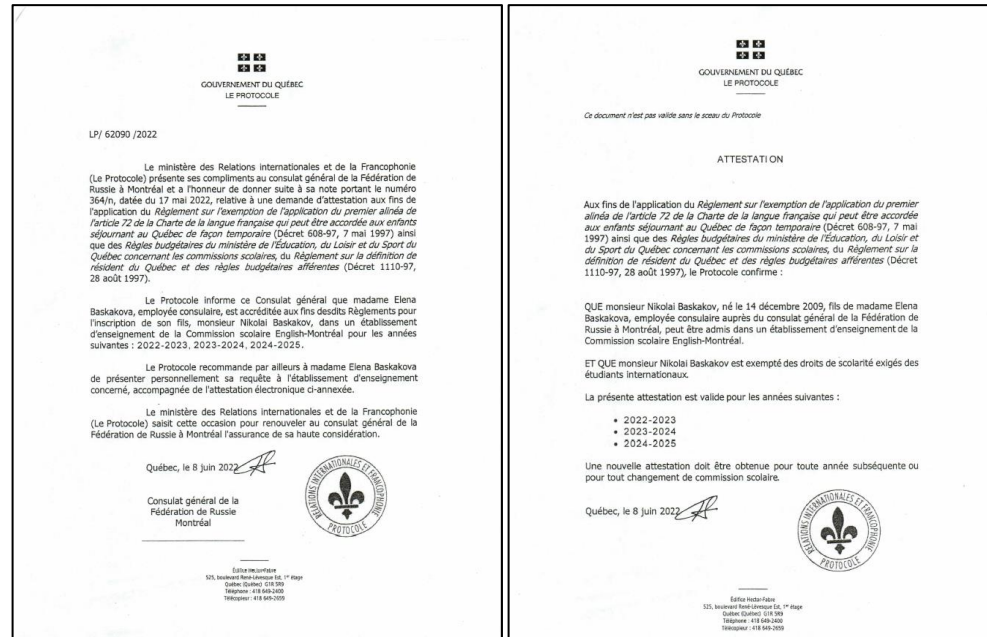 GOUVERNEMENT DU QUÉBEC
LE PROTOCOLE
LP/ 62090 /2022
Le ministère des Relations internationales et de la Francophonie
(Le Protocole) présente ses compliments au consulat général de la Fédération de
Russie à Montréal et a l'honneur de donner suite à sa note portant le numéro
364/n, datée du 17 mai 2022, relative à une demande d'attestation aux fins de
l'application du Règlement sur l'exemption de l'application du premier alinéa de
l'article 72 de la Charte de la langue française qui peut être accordée aux enfants
séjournant au Québec de façon temporaire (Décret 608-97, 7 mai 1997) ainsi
que des Règles budgétaires du ministère de l'Éducation, du Loisir et du Sport du
Québec concernant les commissions scolaires, du Règlement sur la définition de
résident du Québec et des règles budgétaires afférentes (Décret 1110-97,
28 août 1997).
Le Protocole informe ce Consulat général que madame Elena
Baskakova, employée consulaire, est accréditée aux fins desdits Règlements pour
l'inscription de son fils, monsieur Nikolai Baskakov, dans un établissement
d'enseignement de la Commission scolaire English-Montréal pour les années
suivantes : 2022-2023, 2023-2024, 2024-2025.
Le Protocole recommande par ailleurs à madame Elena Baskakova
de présenter personnellement sa requête à l'établissement d'enseignement
concerné, accompagnée de l'attestation électronique ci-annexée.
Le ministère des Relations internationales et de la Francophonie
(Le Protocole) saisit cette occasion pour renouveler au consulat général de la
Fédération de Russie à Montréal l'assurance de sa haute considération.
Québec, le 8 juin 2022
RELATIONS INTERNATIONALES ET FRANCOPHONIE
PROTOCOLE
Consulat général de la
Fédération de Russie
Montréal
Édifice Hector-Fabre
525, boulevard René-Lévesque Est, 1er étage
Québec (Québec) G1R 5R9
Téléphone : 418 649-2400
Télécopieur : 418 649-2659
GOUVERNEMENT DU QUÉBEC
LE PROTOCOLE
Ce document n'est pas valide sans le sceau du Protocole
ATTESTATION
Aux fins de l'application du Règlement sur l'exemption de l'application du premier
alinéa de l'article 72 de la Charte de la langue française qui peut être accordée
aux enfants séjournant au Québec de façon temporaire (Décret 608-97, 7 mai
1997) ainsi que des Règles budgétaires du ministère de l'Éducation, du Loisir et
du Sport du Québec concernant les commissions scolaires, du Règlement sur la
définition de résident du Québec et des règles budgétaires afférentes (Décret
1110-97, 28 août 1997), le Protocole confirme :
QUE monsieur Nikolai Baskakov, né le 14 décembre 2009, fils de madame Elena
Baskakova, employée consulaire auprès du consulat général de la Fédération de
Russie à Montréal, peut être admis dans un établissement d'enseignement de la
Commission scolaire English-Montréal.
ET QUE monsieur Nikolai Baskakov est exempté des droits de scolarité exigés des
étudiants internationaux.
La présente attestation est valide pour les années suivantes :
• 2022-2023
• 2023-2024
• 2024-2025
Une nouvelle attestation doit être obtenue pour toute année subséquente ou
pour tout changement de commission scolaire.
Québec, le 8 juin 2022
RELATIONS INTERNATIONALES ET FRANCOPHONIE
PROTOCOLE
Édifice Hector-Fabre
525, boulevard René-Lévesque Est, 1er étage
Québec (Québec) G1R 5R9
Téléphone : 418 649-2400
Télécopieur : 418 649-2659